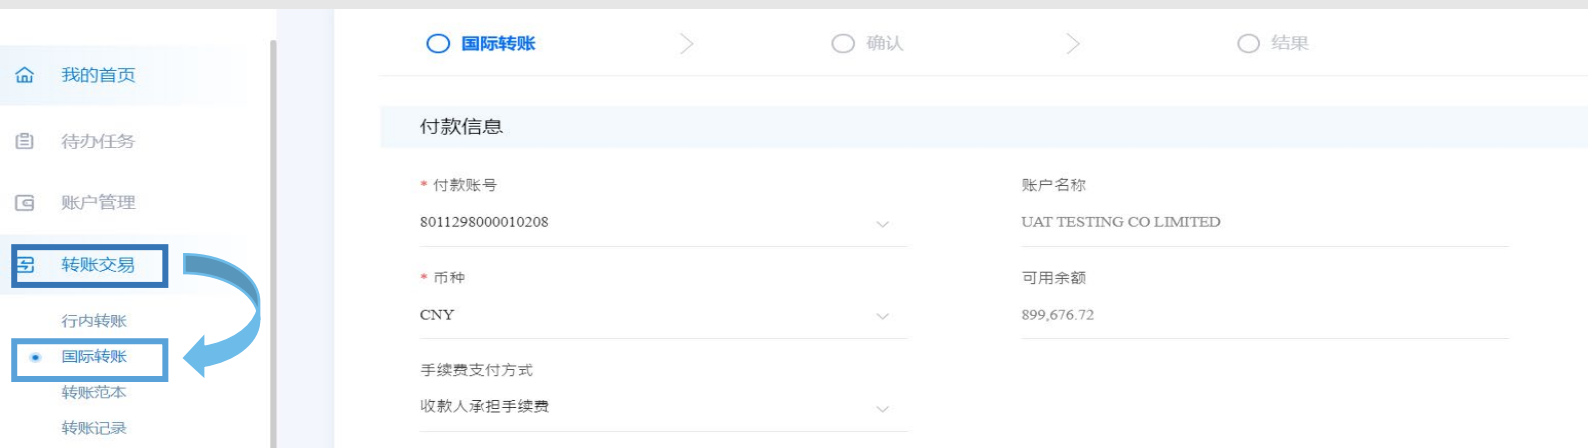 我的首页
待办任务
账户管理
转账交易
行内转账
国际转账
转账范本
转账记录
国际转账 确认 结果
付款信息
* 付款账号 账户名称
8011298000010208 UAT TESTING CO LIMITED
* 币种 可用余额
CNY 899,676.72
手续费支付方式
收款人承担手续费